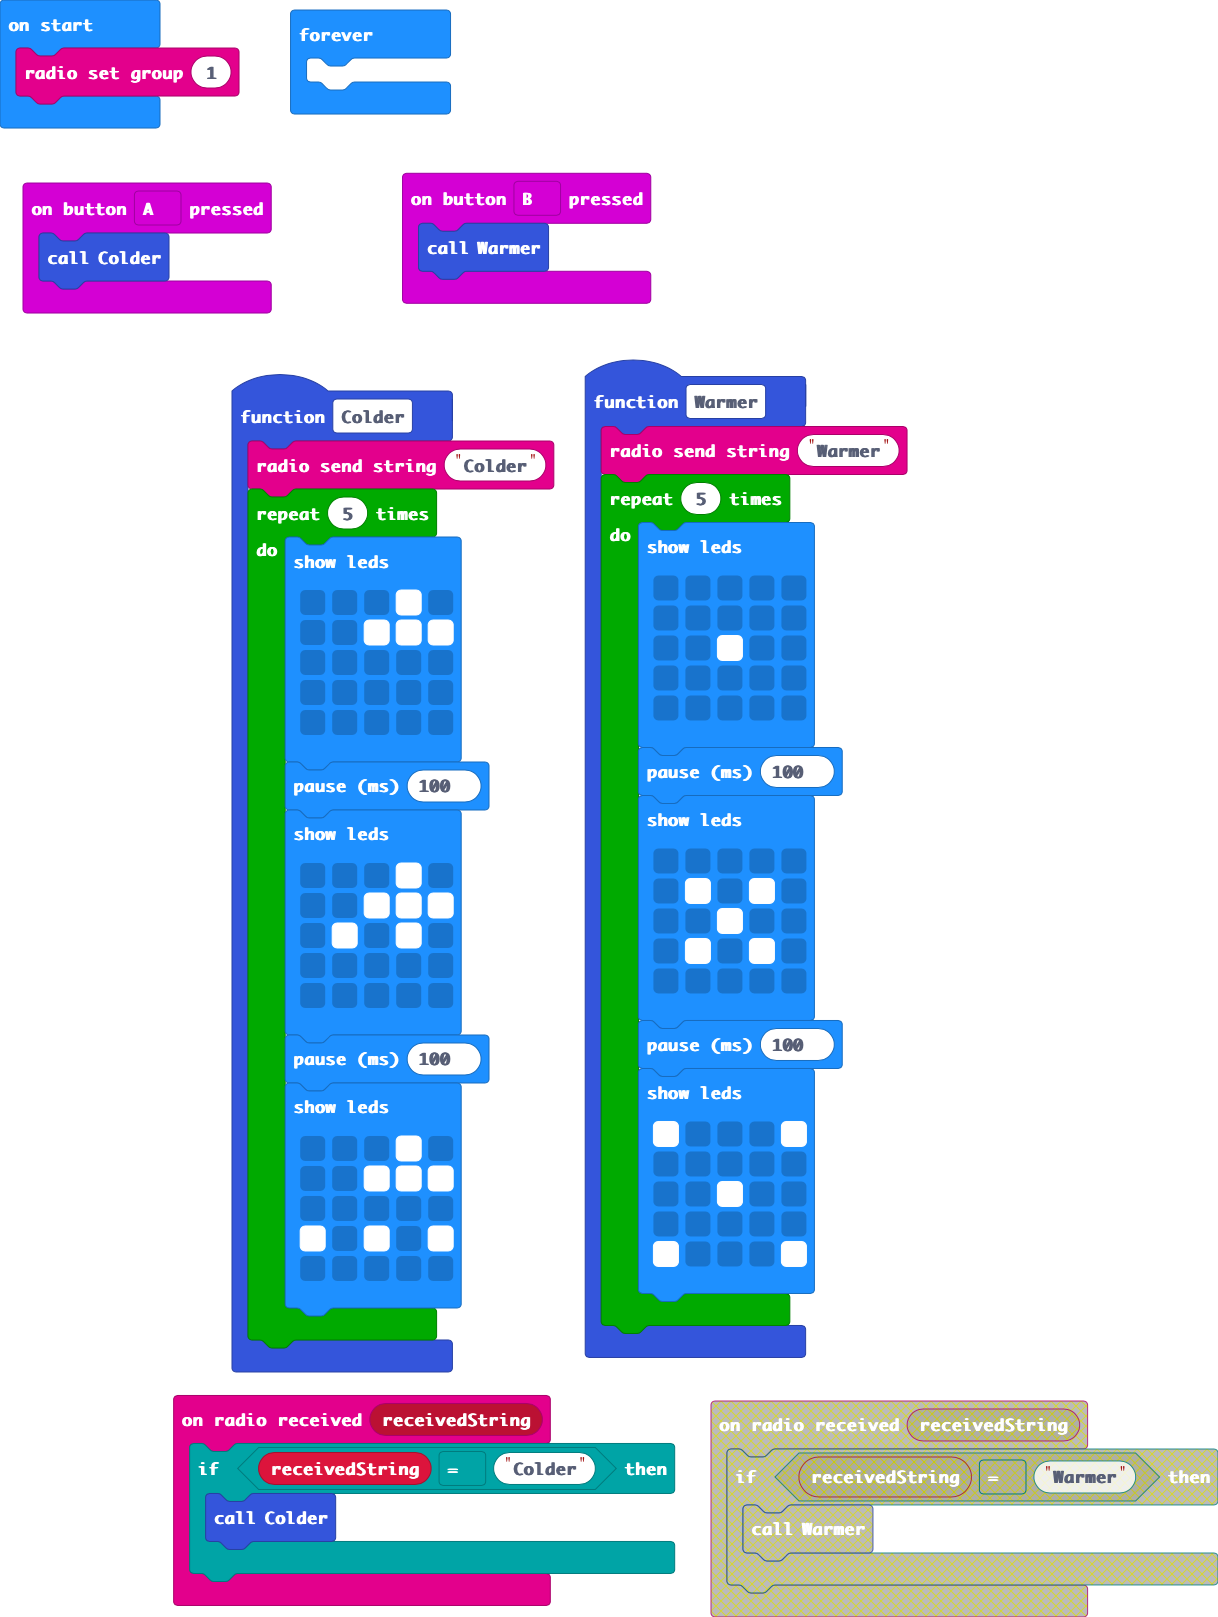 on start
radio set group 1
forever
on button A pressed
call Colder
on button B pressed
call Warmer
function Colder
radio send string "Colder"
repeat 5 times
do
show leds
pause (ms) 100
show leds
pause (ms) 100
show leds
function Warmer
radio send string "Warmer"
repeat 5 times
do
show leds
pause (ms) 100
show leds
pause (ms) 100
show leds
on radio received receivedString
if receivedString = "Colder" then
call Colder
on radio received receivedString
if receivedString = "Warmer" then
call Warmer